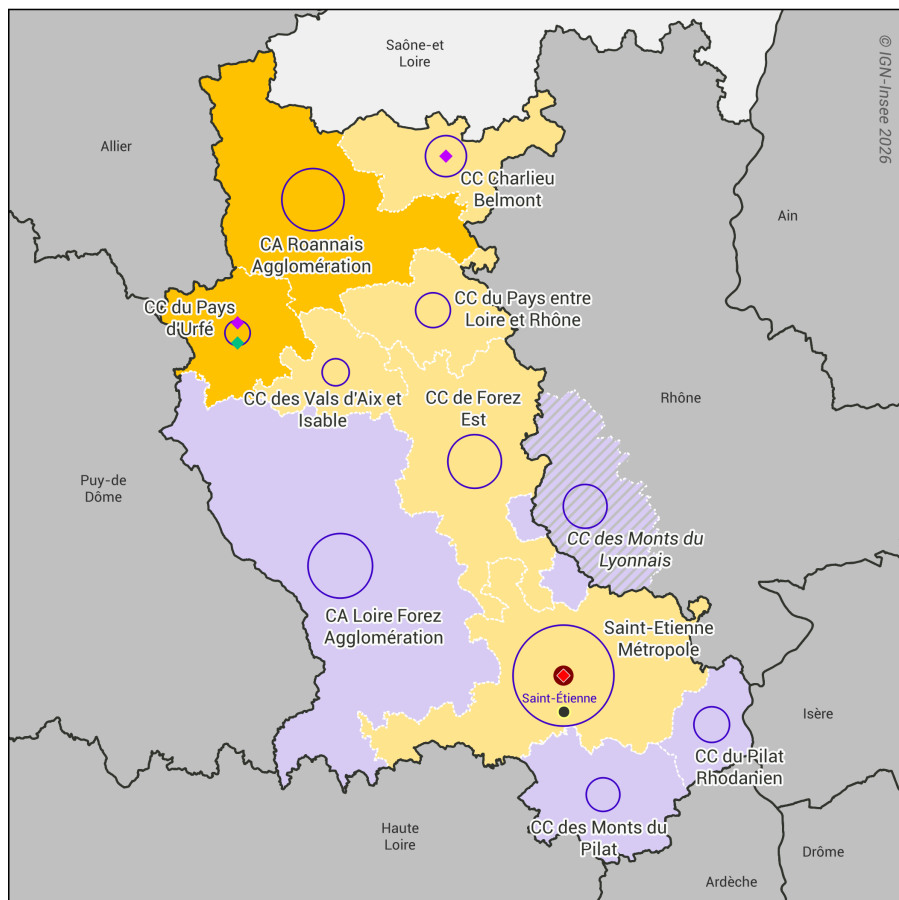 Saône-et
Loire
© IGN-Insee 2026
Allier
CC Charlieu
Belmont
Ain
CA Roannais
Agglomération
CC du Pays
d'Urfé
CC du Pays entre
Loire et Rhône
CC des Vals d'Aix et
Isable
CC de Forez
Est
Rhône
Puy-de
Dôme
CC des Monts du
Lyonnais
CA Loire Forez
Agglomération
Saint-Etienne
Métropole
Saint-Étienne
Isère
CC du Pilat
Rhodanien
Haute
Loire
CC des Monts du
Pilat
Drôme
Ardèche